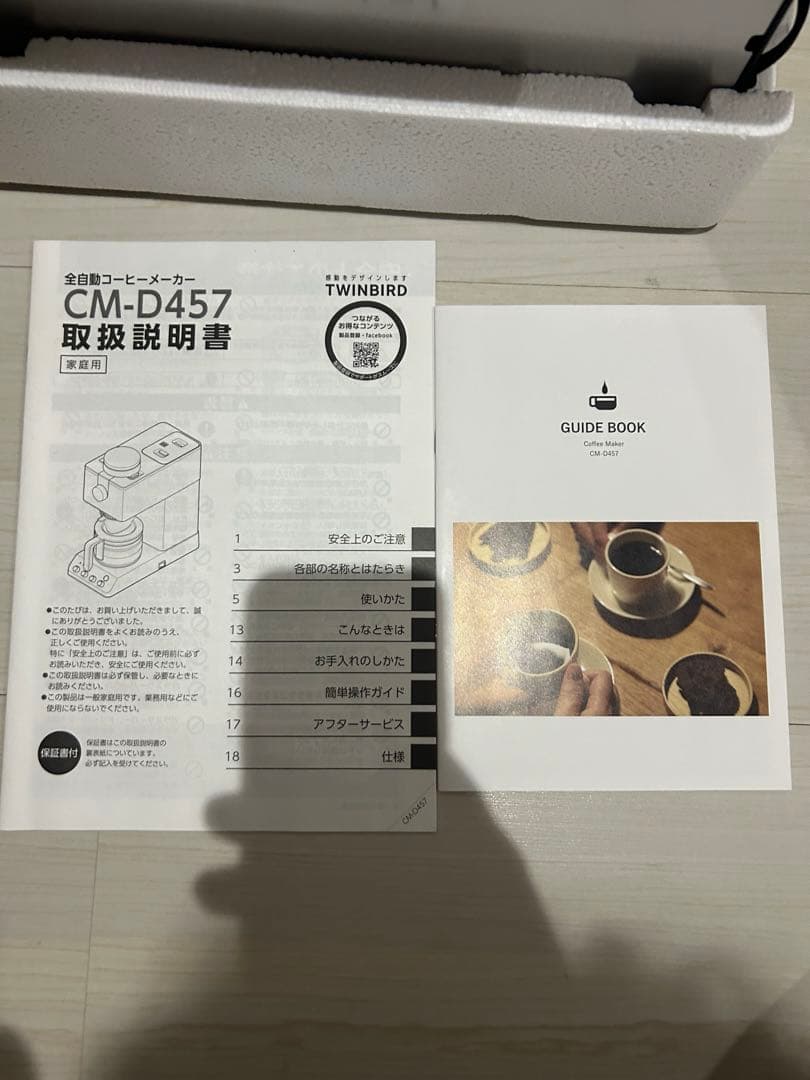 全自動コーヒーメーカー
CM-D457
取扱説明書
家庭用
感動をデザインします
TWINBIRD
つながる
お得なコンテンツ
製品登録・facebook
1 安全上のご注意
3 各部の名称とはたらき
5 使いかた
13 こんなときは
14 お手入れのしかた
16 簡単操作ガイド
17 アフターサービス
18 仕様
●このたびは、お買い上げいただきまして、誠
にありがとうございました。
●この取扱説明書をよくお読みのうえ、
正しくご使用ください。
特に「安全上のご注意」は、ご使用前に必ず
お読みいただき、安全にご使用ください。
●この取扱説明書は必ず保管し、必要なときに
お読みください。
●この製品は一般家庭用です。業務用などにご
使用にならないでください。
保証書付
保証書はこの取扱説明書の
裏表紙についています。
必ず記入を受けてください。
CM-D457
GUIDE BOOK
Coffee Maker
CM-D457